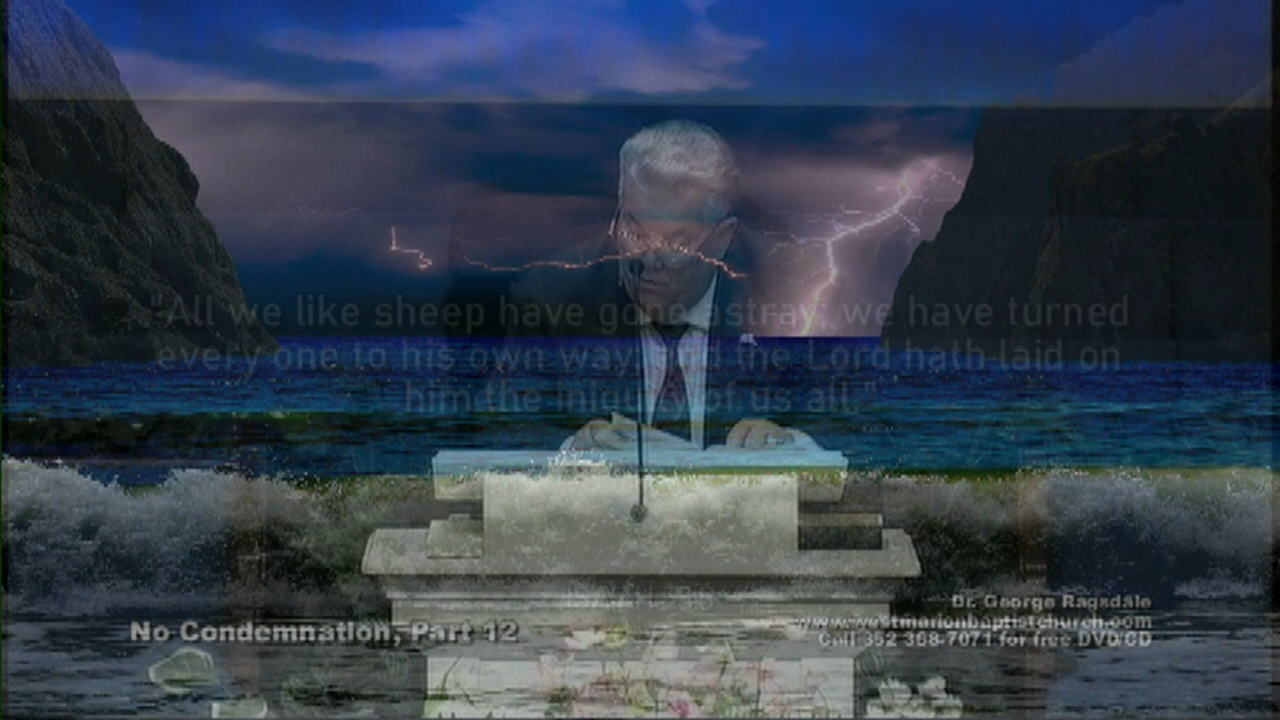 "All we like sheep have gone astray; we have turned
every one to his own way; and the Lord hath laid on
him the iniquity of us all."
No Condemnation, Part 12
Dr. George Ragsdale
www.westmarionbaptistchurch.com
Call 352 368-7071 for free DVD/CD